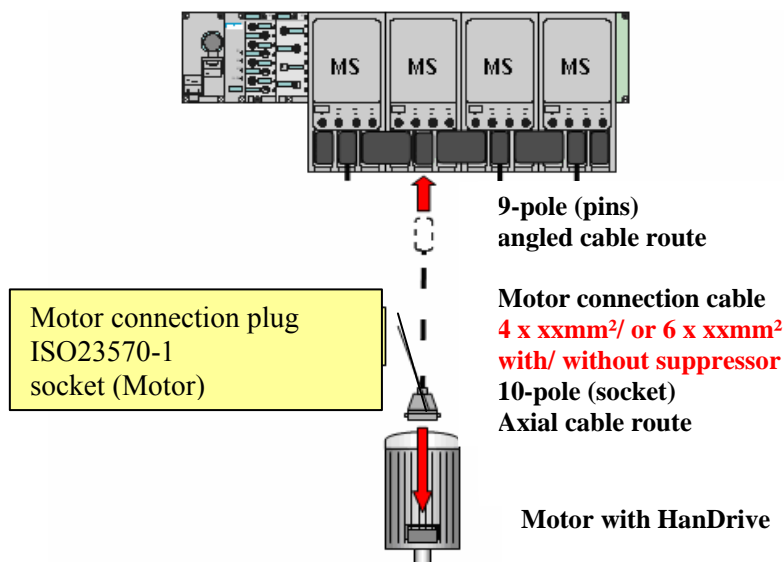 MS MS MS MS
9-pole (pins)
angled cable route
Motor connection cable
4 x xxmm²/ or 6 x xxmm²
with/ without suppressor
10-pole (socket)
Axial cable route
Motor connection plug
ISO23570-1
socket (Motor)
Motor with HanDrive